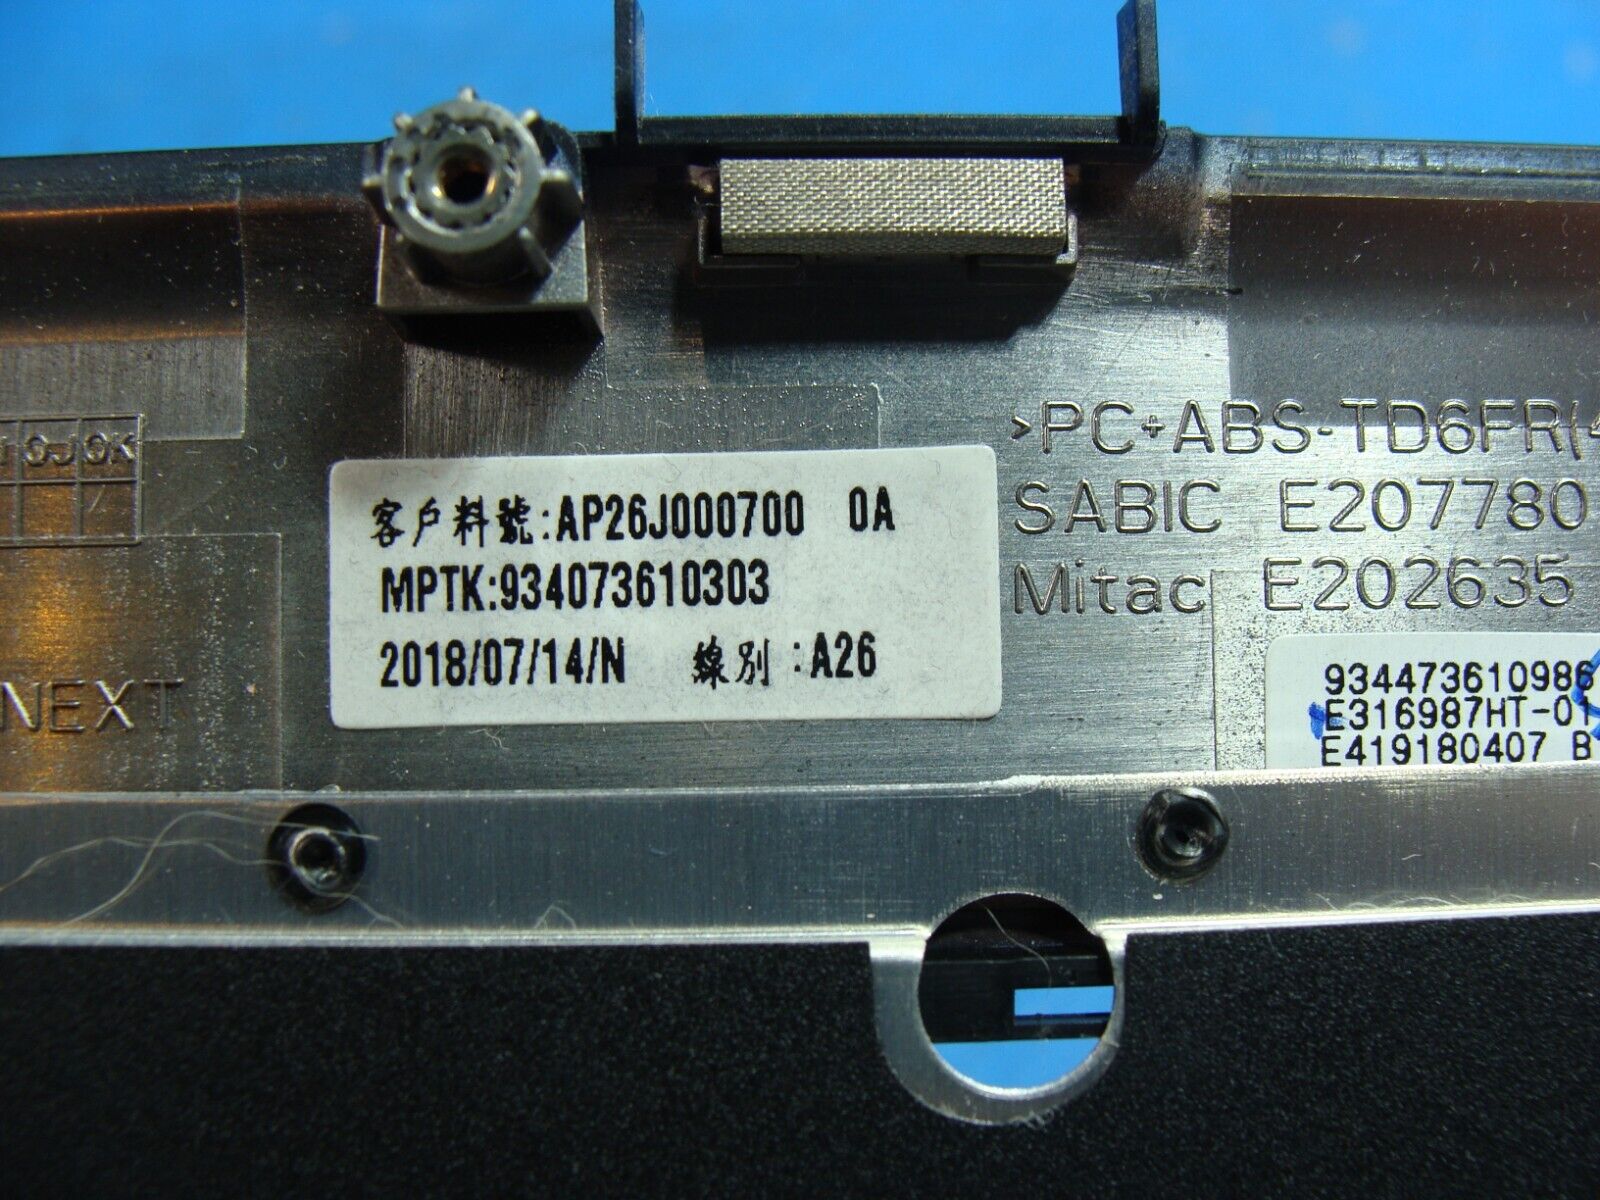 >PC+ABS-TD6FR(4
SABIC E207780
Mitac E202635
客戶料號:AP26J000700 0A
MPTK:934073610303
2018/07/14/N 線別:A26
NEXT
934473610986
E316987HT-01
E419180407 B